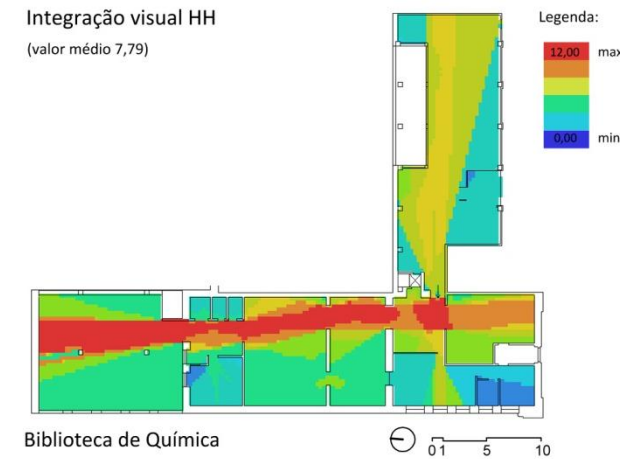 Integração visual HH
(valor médio 7,79)
Legenda:
12,00 max
0,00 min
Biblioteca de Química
0 1 5 10